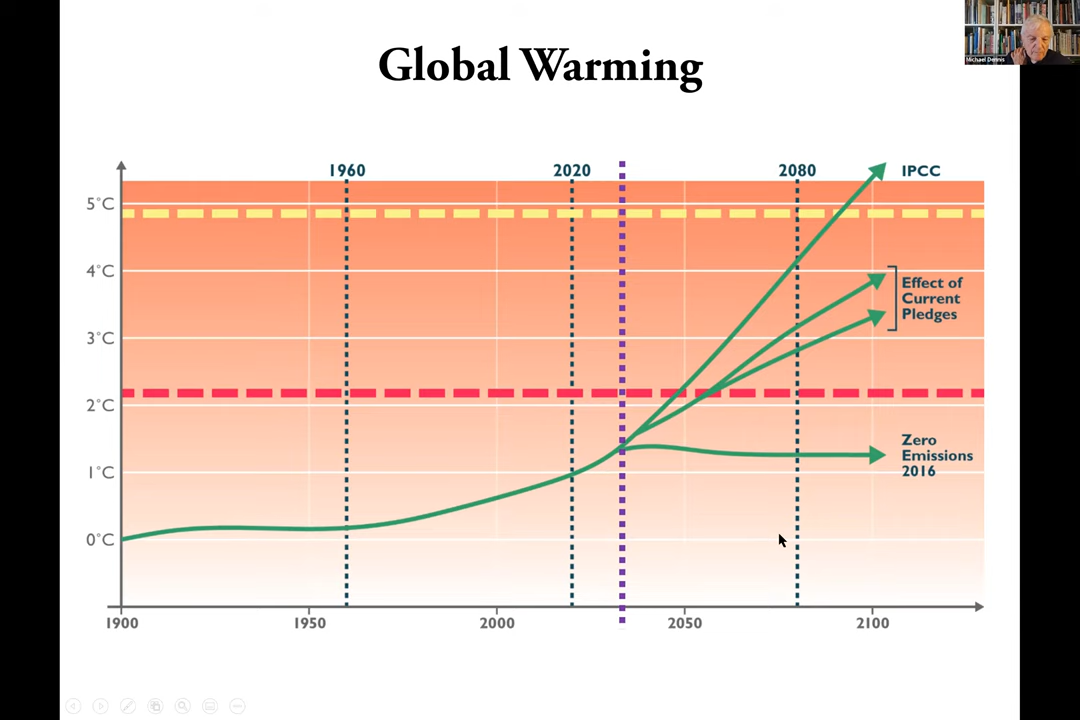 Michael Dennis
Global Warming
1960
2020
2080
IPCC
5°C
4°C
Effect of
Current
Pledges
3°C
2°C
Zero
Emissions
2016
1°C
0°C
1900
1950
2000
2050
2100